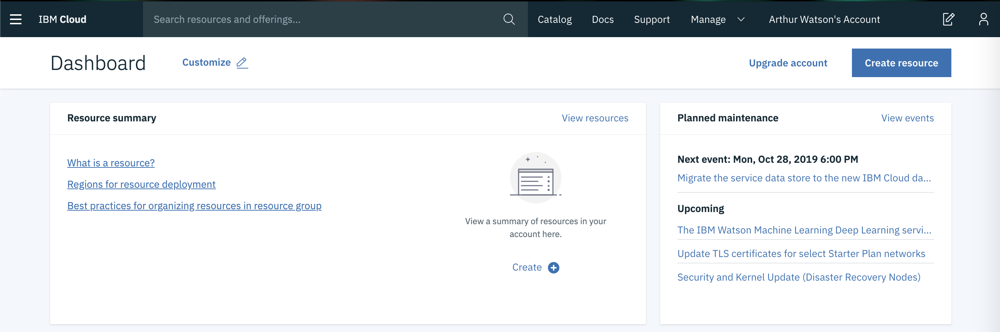 IBM Cloud
Search resources and offerings...
Catalog
Docs
Support
Manage
Arthur Watson's Account
Dashboard
Customize
Upgrade account
Create resource
Resource summary
View resources
What is a resource?
Regions for resource deployment
Best practices for organizing resources in resource group
View a summary of resources in your
account here.
Create
Planned maintenance
View events
Next event: Mon, Oct 28, 2019 6:00 PM
Migrate the service data store to the new IBM Cloud da...
Upcoming
The IBM Watson Machine Learning Deep Learning servi...
Update TLS certificates for select Starter Plan networks
Security and Kernel Update (Disaster Recovery Nodes)